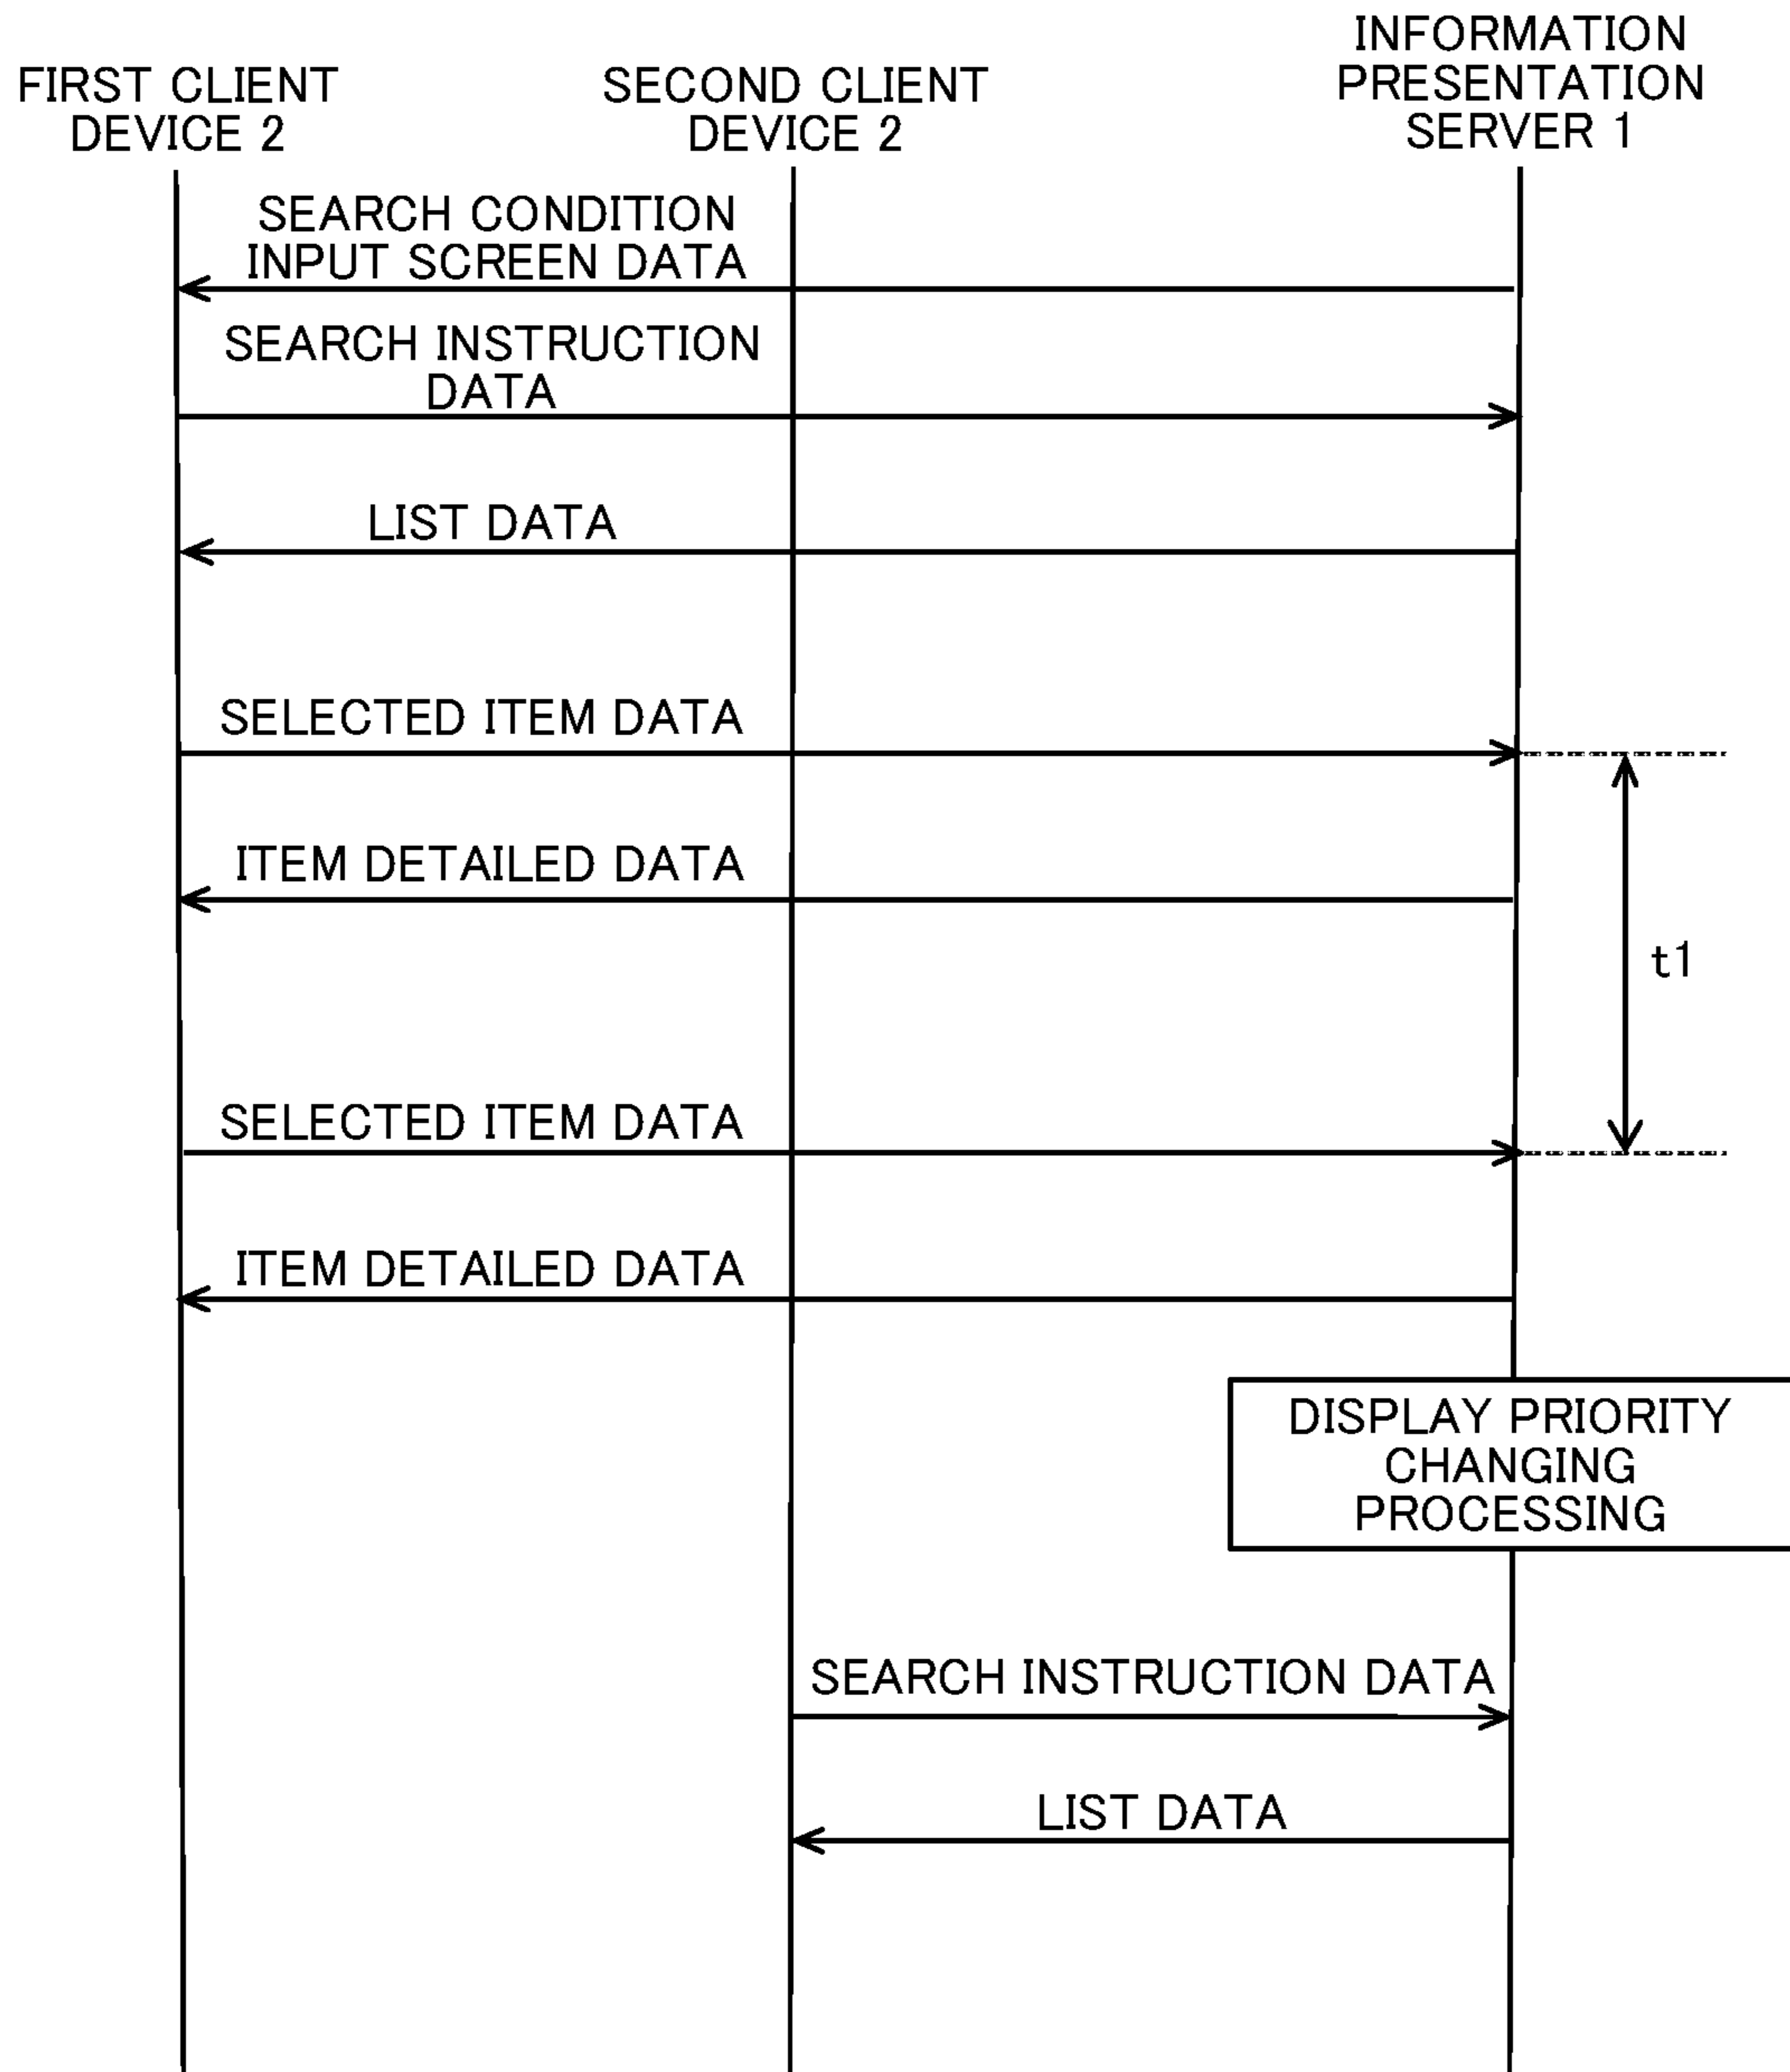 FIRST CLIENT
DEVICE 2
SECOND CLIENT
DEVICE 2
INFORMATION
PRESENTATION
SERVER 1
SEARCH CONDITION
INPUT SCREEN DATA
SEARCH INSTRUCTION
DATA
LIST DATA
SELECTED ITEM DATA
ITEM DETAILED DATA
t1
SELECTED ITEM DATA
ITEM DETAILED DATA
DISPLAY PRIORITY
CHANGING
PROCESSING
SEARCH INSTRUCTION DATA
LIST DATA